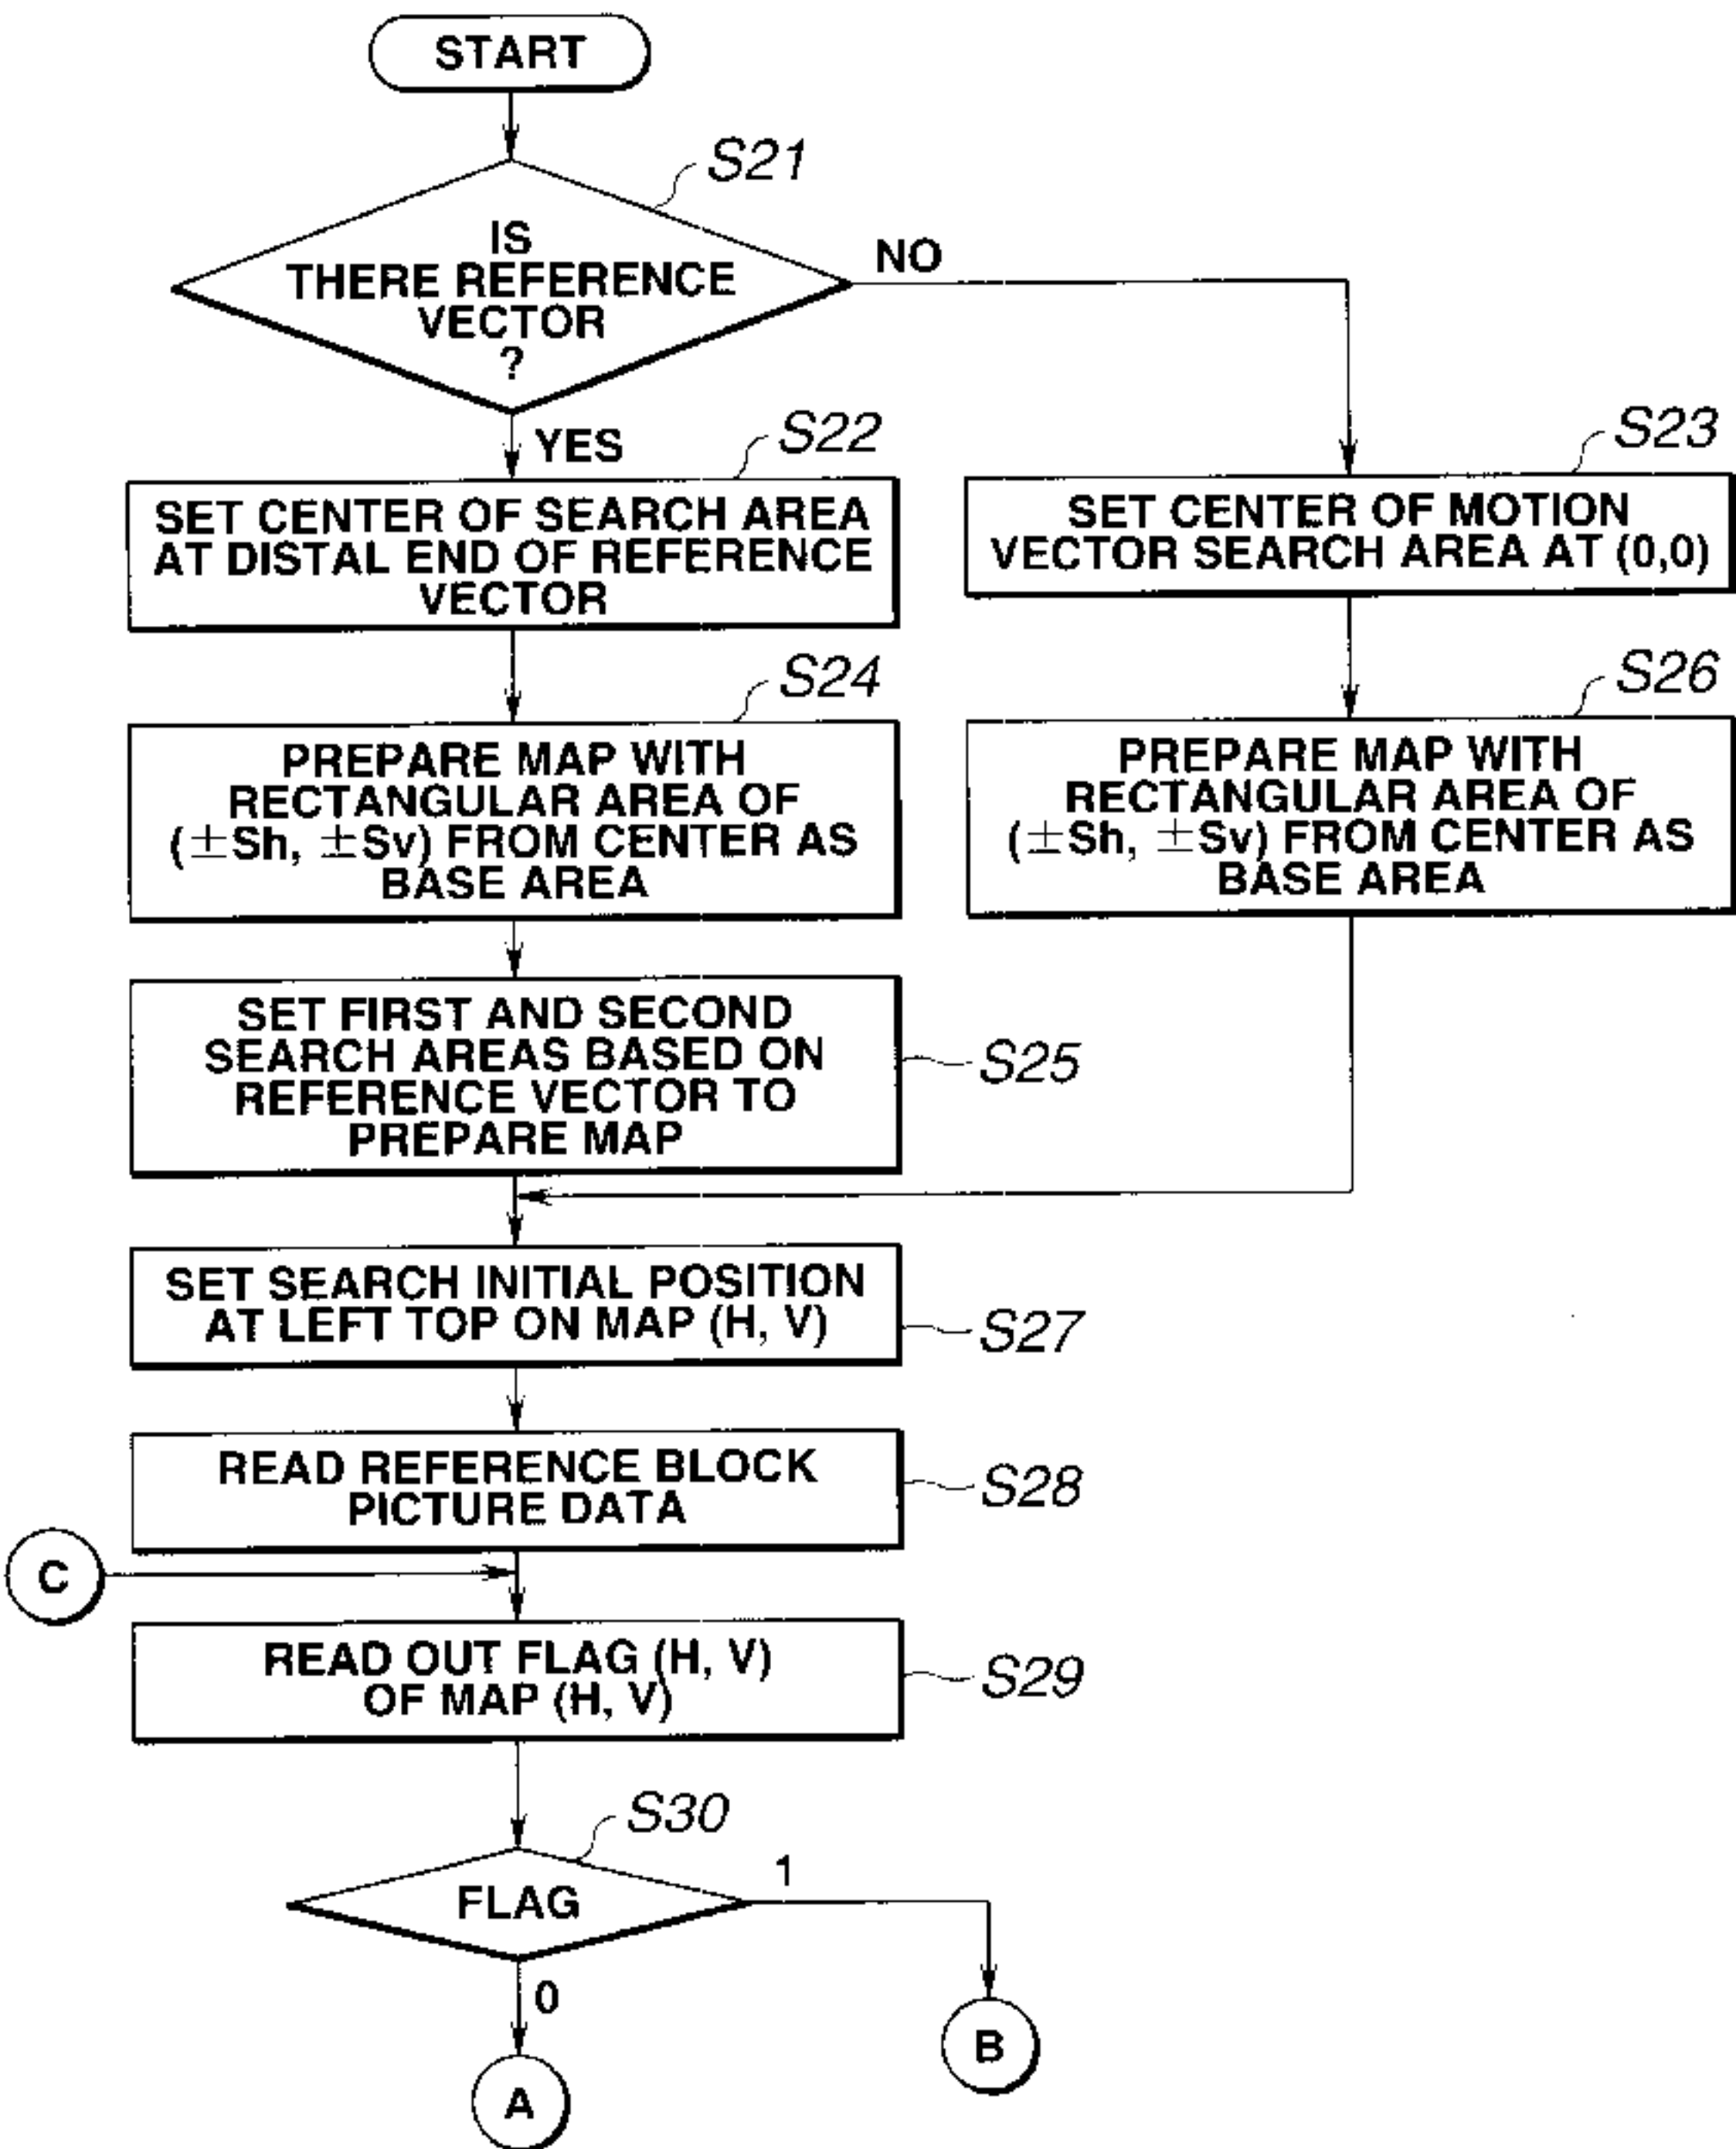 START
S21
IS
THERE REFERENCE
VECTOR
?
NO
YES
S22
SET CENTER OF SEARCH AREA
AT DISTAL END OF REFERENCE
VECTOR
S23
SET CENTER OF MOTION
VECTOR SEARCH AREA AT (0,0)
S24
PREPARE MAP WITH
RECTANGULAR AREA OF
(±Sh, ±Sv) FROM CENTER AS
BASE AREA
S26
PREPARE MAP WITH
RECTANGULAR AREA OF
(±Sh, ±Sv) FROM CENTER AS
BASE AREA
SET FIRST AND SECOND
SEARCH AREAS BASED ON
REFERENCE VECTOR TO
PREPARE MAP
S25
SET SEARCH INITIAL POSITION
AT LEFT TOP ON MAP (H, V)
S27
READ REFERENCE BLOCK
PICTURE DATA
S28
C
READ OUT FLAG (H, V)
OF MAP (H, V)
S29
S30
FLAG
1
0
B
A